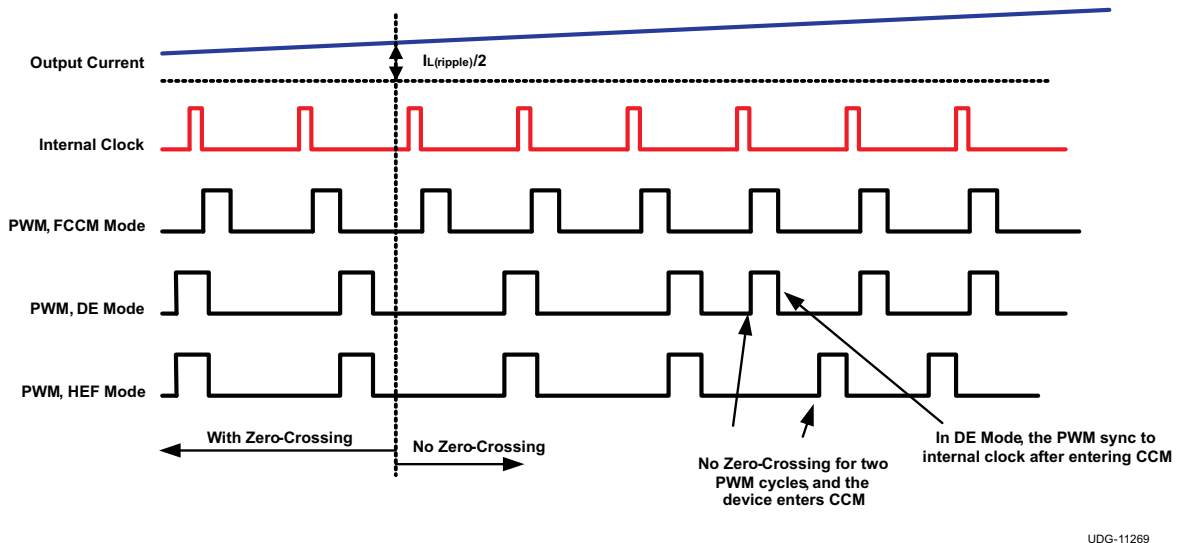 Output Current
IL(ripple)/2
Internal Clock
PWM, FCCM Mode
PWM, DE Mode
PWM, HEF Mode
With Zero-Crossing
No Zero-Crossing
No Zero-Crossing for two
PWM cycles, and the
device enters CCM
In DE Mode, the PWM sync to
internal clock after entering CCM
UDG-11269